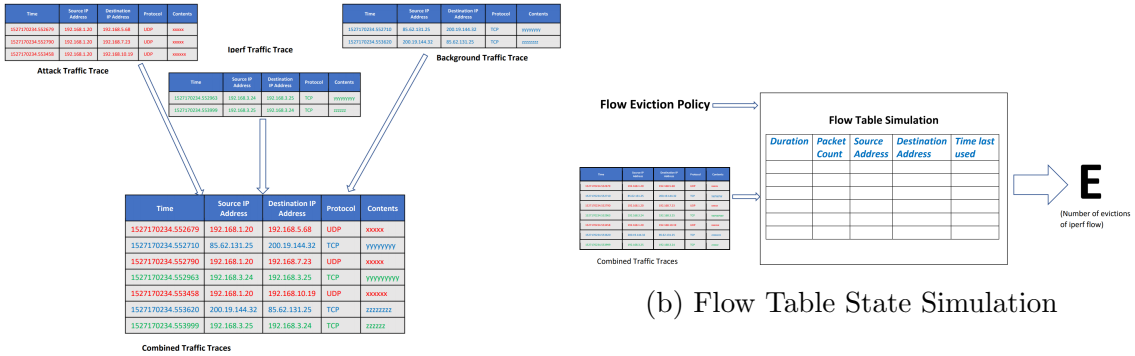 Time Source IP Address Destination IP Address Protocol Contents
1527170234.552679 192.168.1.20 192.168.5.68 UDP xxxxx
1527170234.552790 192.168.1.20 192.168.7.23 UDP xxxxx
1527170234.553458 192.168.1.20 192.168.10.19 UDP xxxxxx
Attack Traffic Trace
Iperf Traffic Trace
Time Source IP Address Destination IP Address Protocol Contents
1527170234.552963 192.168.3.24 192.168.3.25 TCP yyyyyyyyy
1527170234.553999 192.168.3.25 192.168.3.24 TCP zzzzzz
Time Source IP Address Destination IP Address Protocol Contents
1527170234.552710 85.62.131.25 200.19.144.32 TCP yyyyyyyy
1527170234.553620 200.19.144.32 85.62.131.25 TCP zzzzzzzz
Background Traffic Trace
Time Source IP Address Destination IP Address Protocol Contents
1527170234.552679 192.168.1.20 192.168.5.68 UDP xxxxx
1527170234.552710 85.62.131.25 200.19.144.32 TCP yyyyyyyy
1527170234.552790 192.168.1.20 192.168.7.23 UDP xxxxx
1527170234.552963 192.168.3.24 192.168.3.25 TCP yyyyyyyyy
1527170234.553458 192.168.1.20 192.168.10.19 UDP xxxxxx
1527170234.553620 200.19.144.32 85.62.131.25 TCP zzzzzzzz
1527170234.553999 192.168.3.25 192.168.3.24 TCP zzzzzz
Combined Traffic Traces
Flow Eviction Policy
Flow Table Simulation
Duration Packet Count Source Address Destination Address Time last used
Time Source IP Address Destination IP Address Protocol Contents
Combined Traffic Traces
E
(Number of evictions
of iperf flow)
(b) Flow Table State Simulation